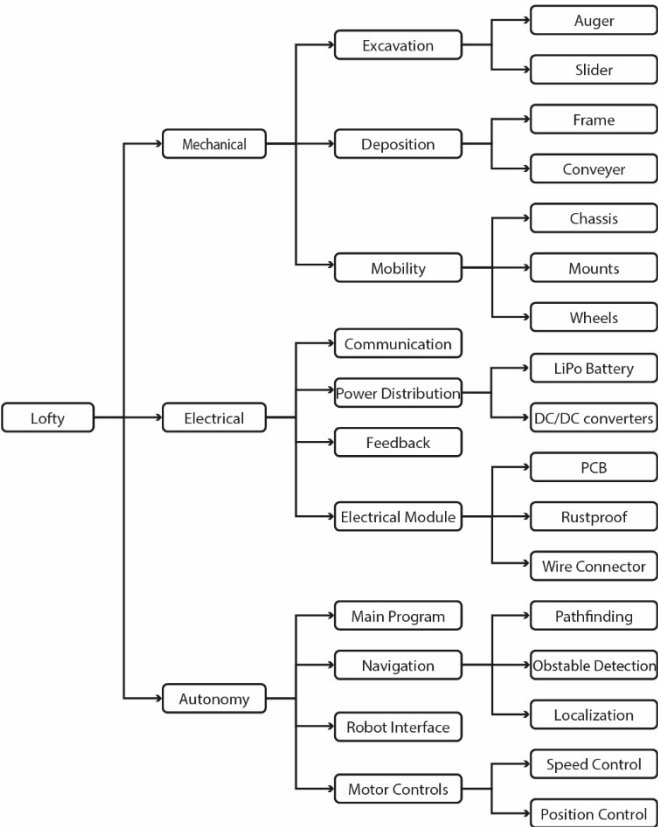 Auger
Excavation
Slider
Frame
Mechanical
Deposition
Conveyer
Chassis
Mobility
Mounts
Wheels
Communication
LiPo Battery
Power Distribution
Lofty
Electrical
DC/DC converters
Feedback
PCB
Electrical Module
Rustproof
Wire Connector
Main Program
Pathfinding
Navigation
Obstable Detection
Autonomy
Localization
Robot Interface
Speed Control
Motor Controls
Position Control